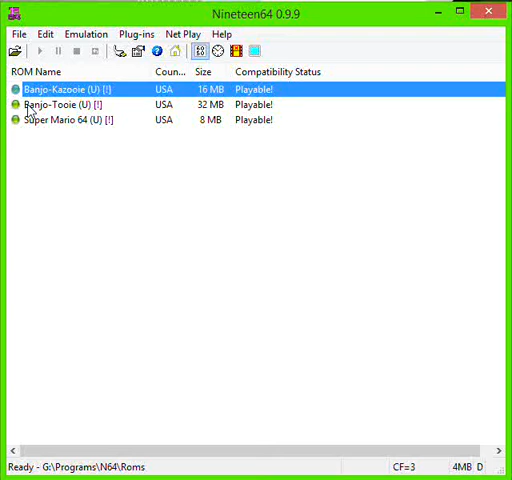 Nineteen64 0.9.9
File Edit Emulation Plug-ins Net Play Help
ROM Name Coun... Size Compatibility Status
Banjo-Kazooie (U) [!] USA 16 MB Playable!
Banjo-Tooie (U) [!] USA 32 MB Playable!
Super Mario 64 (U) [!] USA 8 MB Playable!
Ready - G:\Programs\N64\Roms CF=3 4MB D